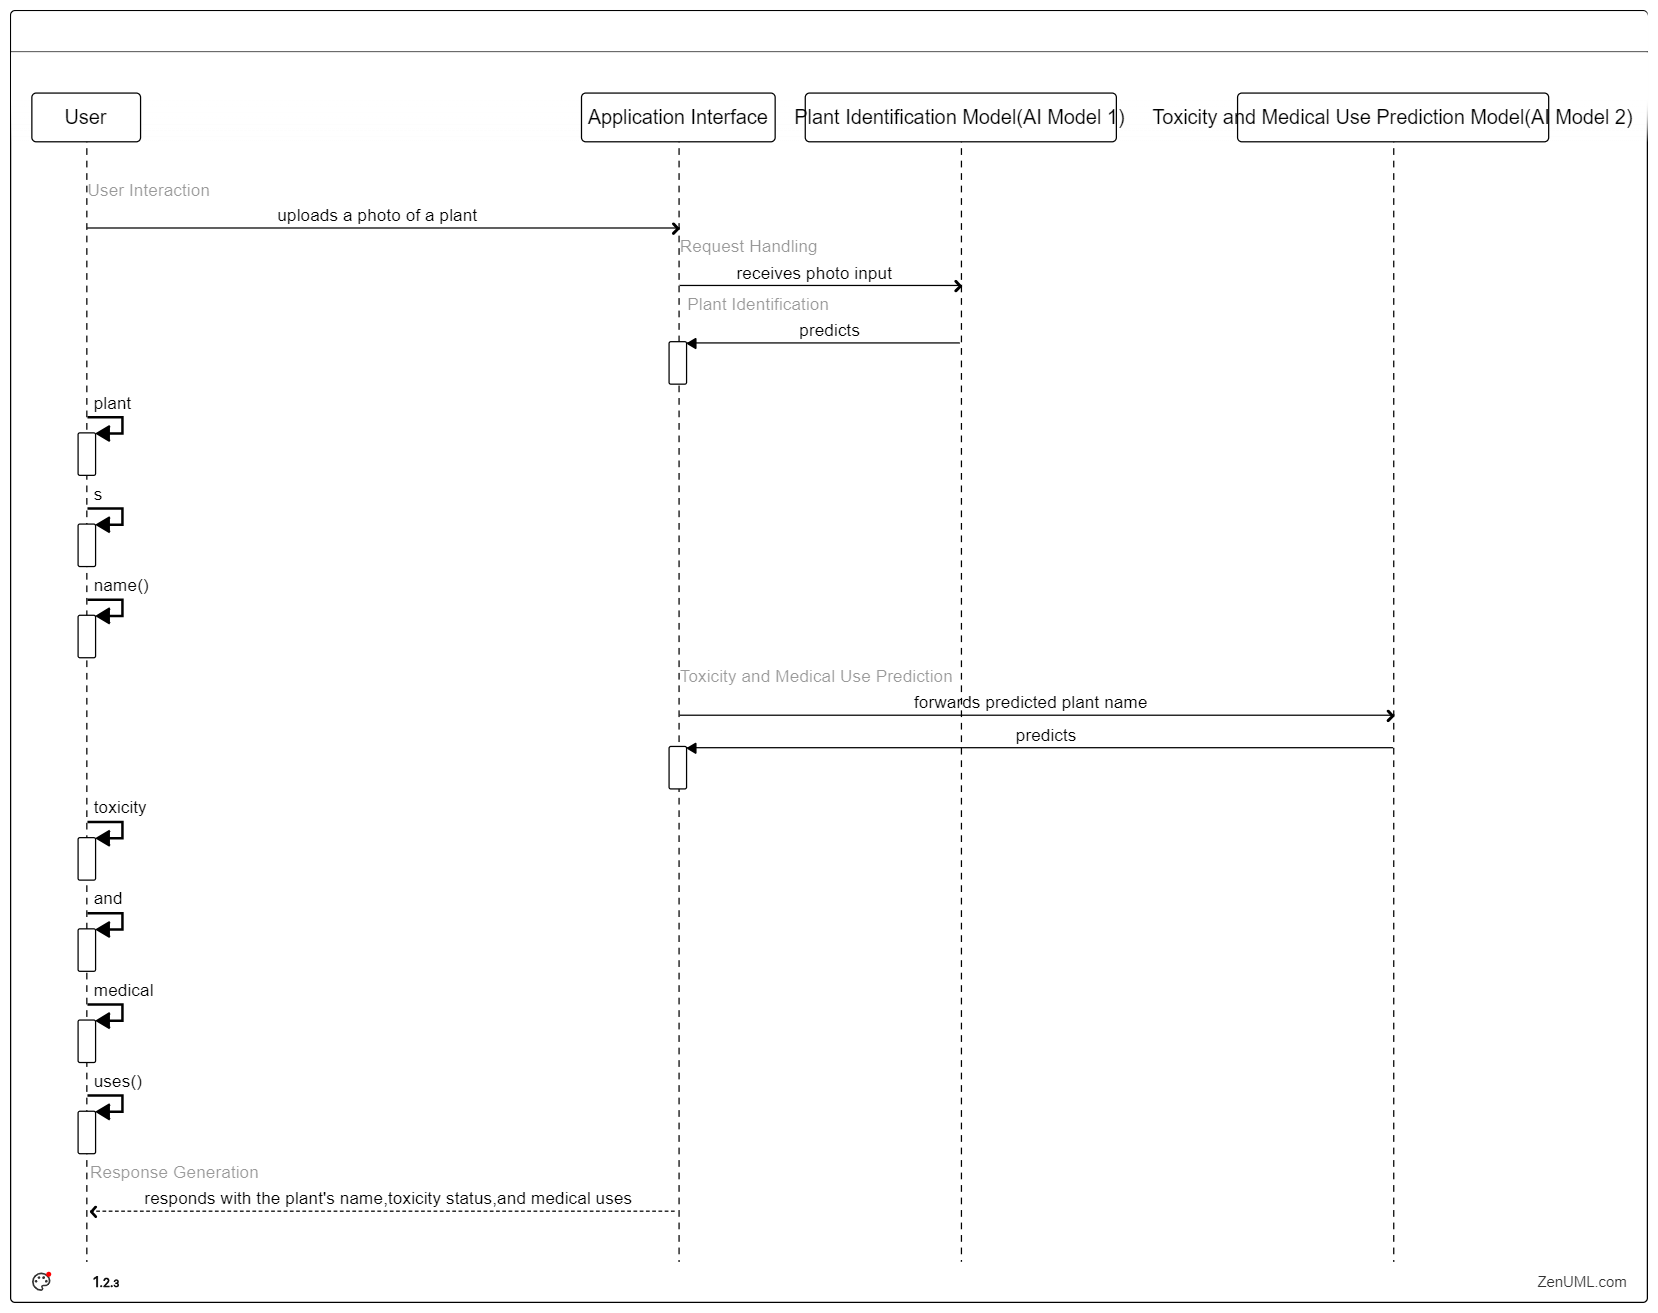 User
Application Interface
Plant Identification Model(AI Model 1)
Toxicity and Medical Use Prediction Model(AI Model 2)
User Interaction
uploads a photo of a plant
Request Handling
receives photo input
Plant Identification
predicts
plant
s
name()
Toxicity and Medical Use Prediction
forwards predicted plant name
predicts
toxicity
and
medical
uses()
Response Generation
responds with the plant's name,toxicity status,and medical uses
1.2.3
ZenUML.com